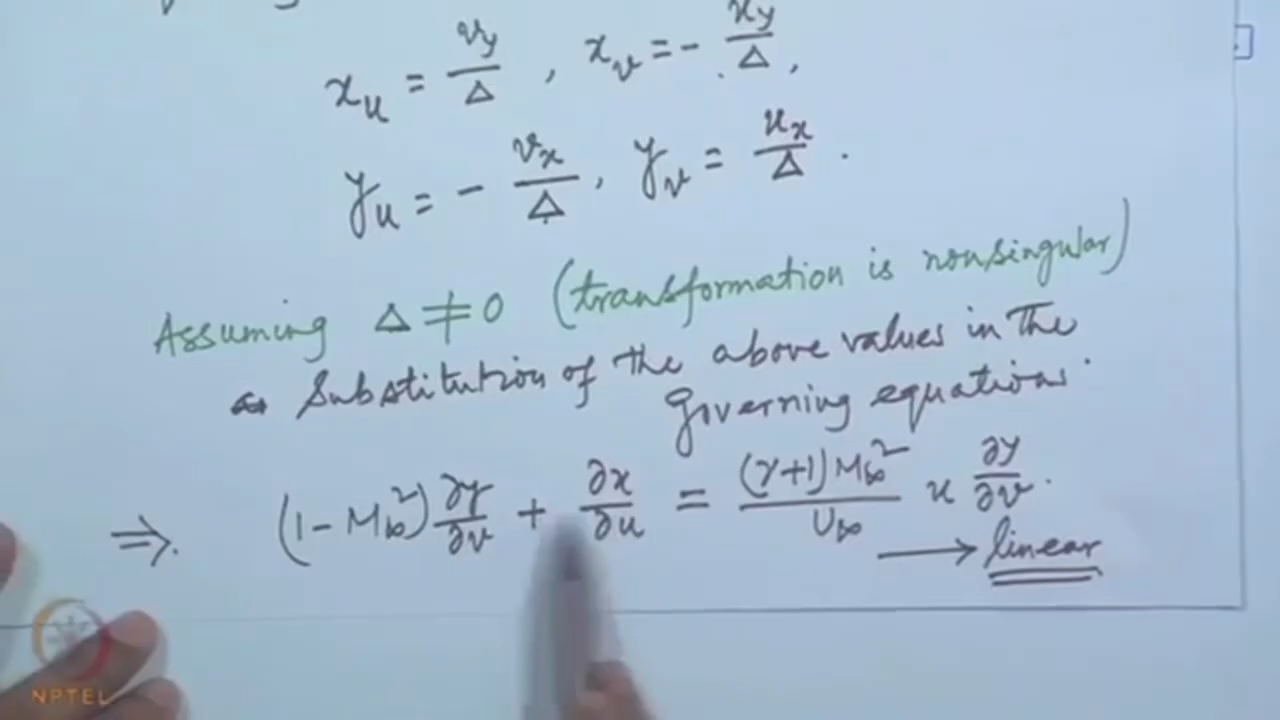 x_u = v_y/Δ , x_v = - u_y/Δ ,
y_u = - v_x/Δ , y_v = u_x/Δ .
Assuming Δ ≠ 0 (transformation is nonsingular)
Substitution of the above values in the
governing equations.
⇒ (1 - M∞²) ∂y/∂v + ∂x/∂u = (γ+1)M∞²/U∞ u ∂y/∂v .
→ linear
NPTEL